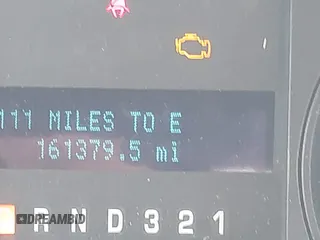 111 MILES TO E
161379.5 mi
R N D 3 2 1
DREAMBID